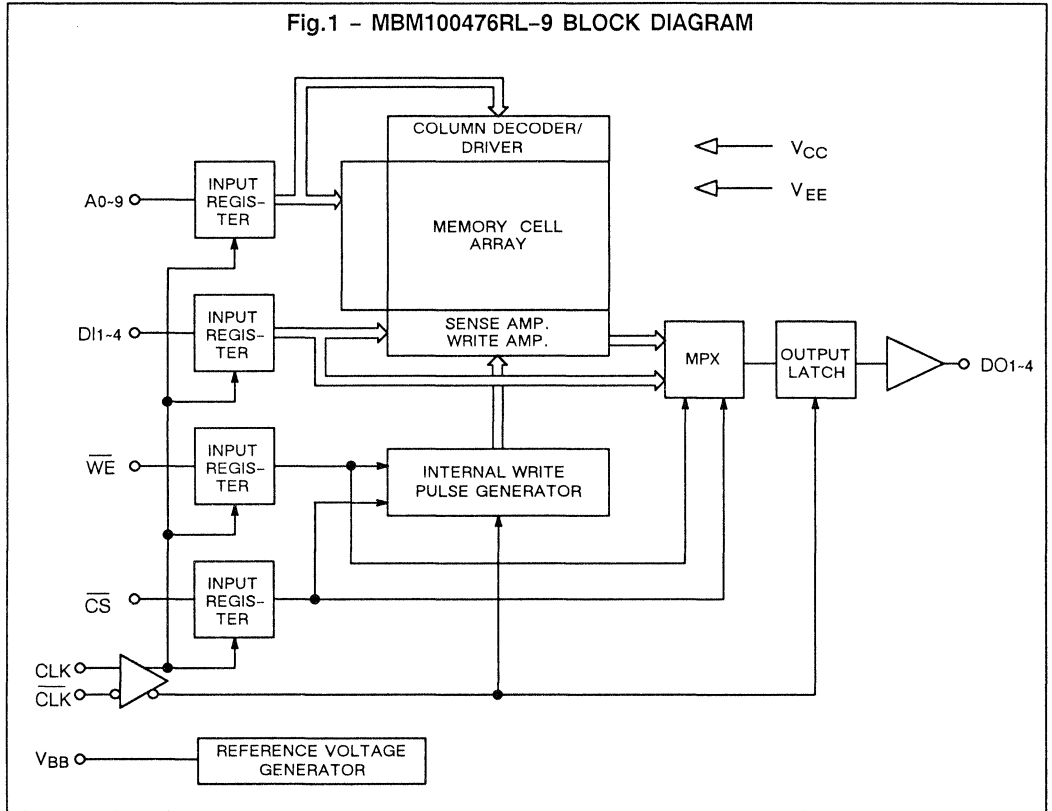 Fig.1 – MBM100476RL–9 BLOCK DIAGRAM
COLUMN DECODER/
DRIVER
VCC
VEE
A0~9
INPUT
REGIS–
TER
MEMORY CELL
ARRAY
DI1~4
INPUT
REGIS–
TER
SENSE AMP.
WRITE AMP.
MPX
OUTPUT
LATCH
DO1~4
WE
INPUT
REGIS–
TER
INTERNAL WRITE
PULSE GENERATOR
CS
INPUT
REGIS–
TER
CLK
CLK
VBB
REFERENCE VOLTAGE
GENERATOR